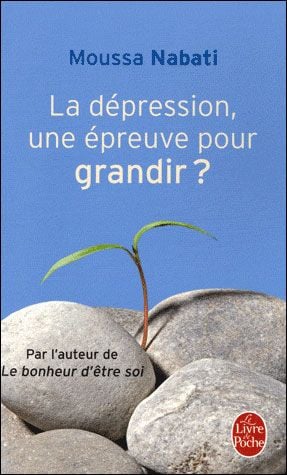 Moussa Nabati
La dépression,
une épreuve pour
grandir ?
Par l'auteur de
Le bonheur d'être soi
Le
Livre
de
Poche